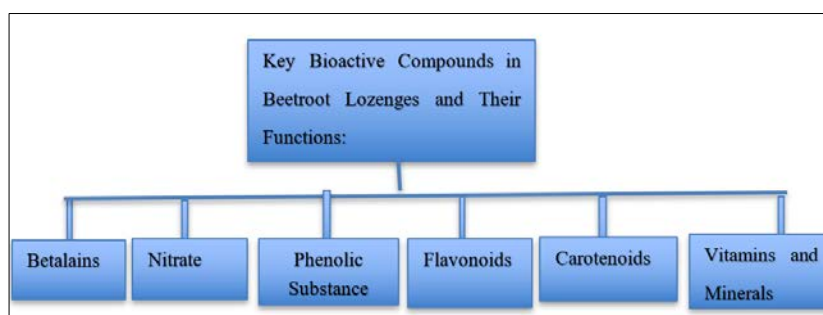 Key Bioactive Compounds in
Beetroot Lozenges and Their
Functions:
Betalains
Nitrate
Phenolic
Substance
Flavonoids
Carotenoids
Vitamins and
Minerals